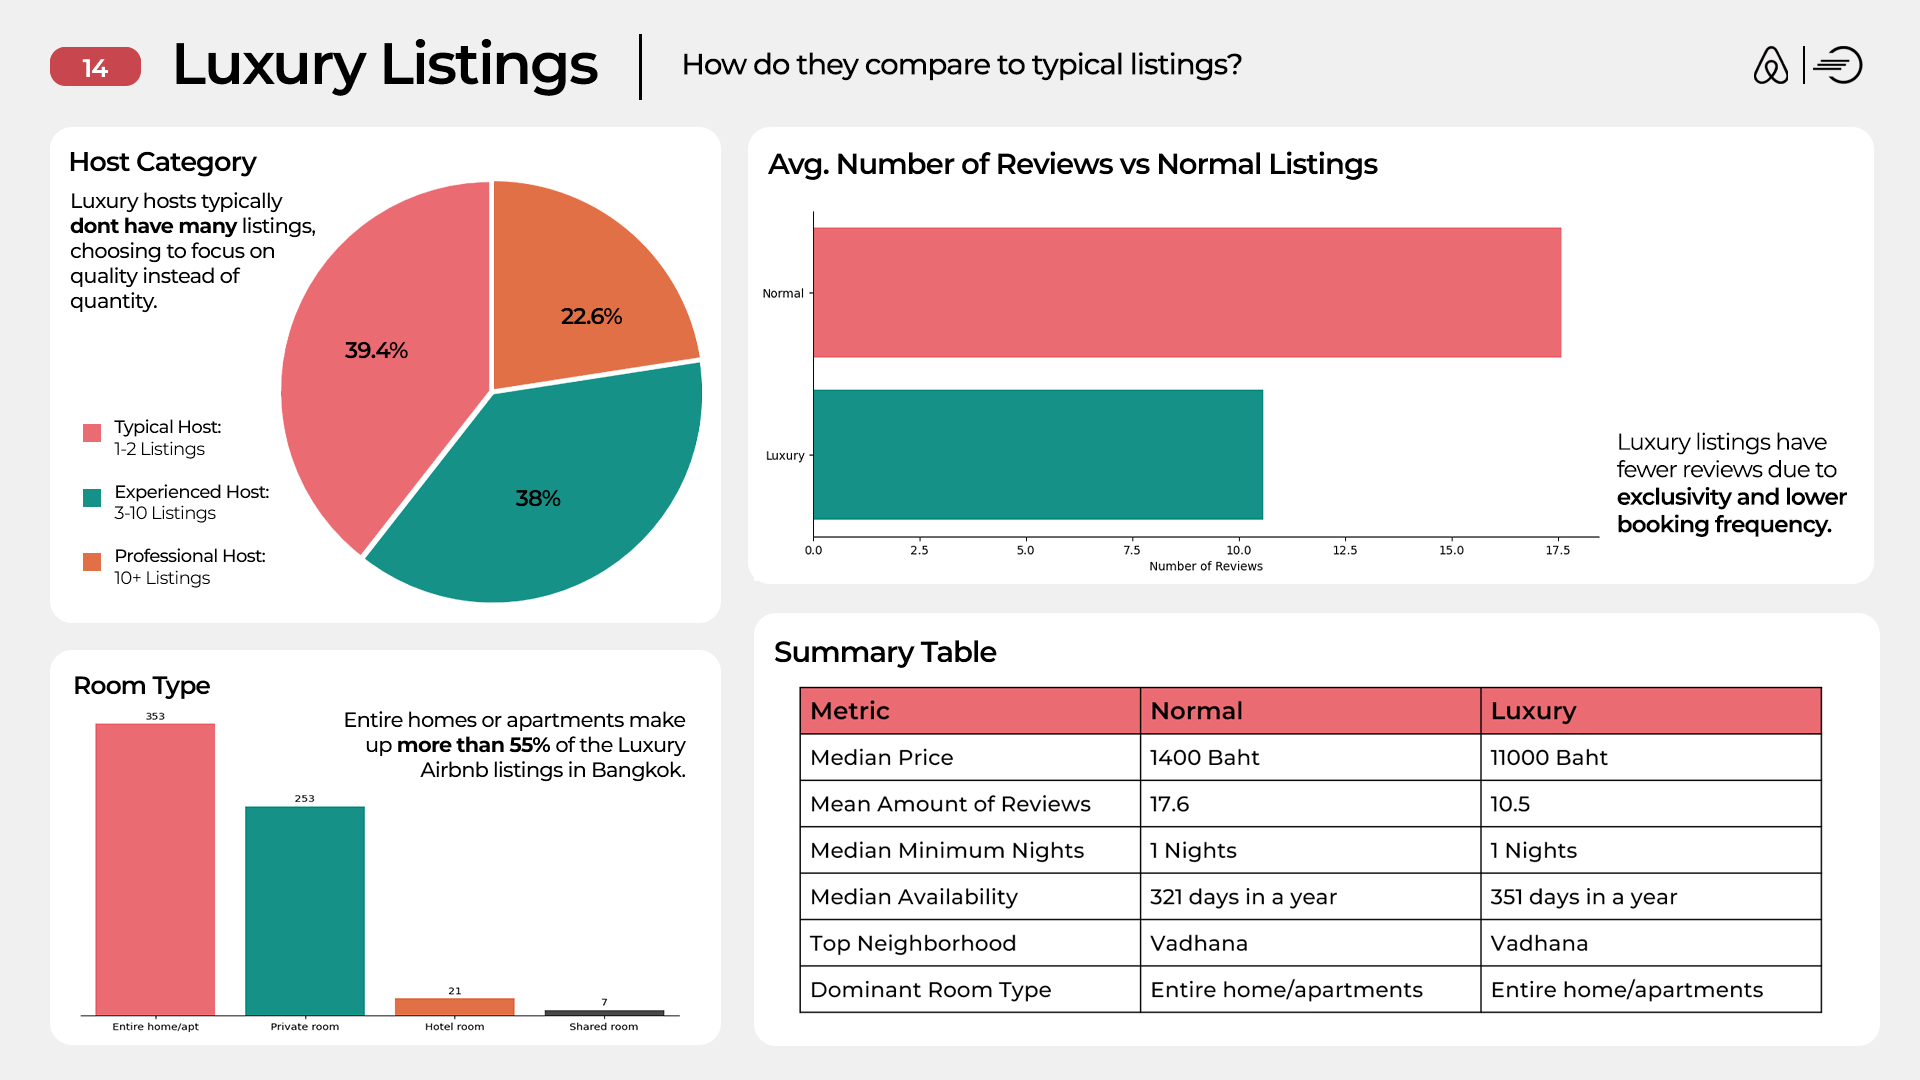 14
Luxury Listings
How do they compare to typical listings?
Host Category
Luxury hosts typically
dont have many listings,
choosing to focus on
quality instead of
quantity.
39.4%
22.6%
38%
Typical Host:
1-2 Listings
Experienced Host:
3-10 Listings
Professional Host:
10+ Listings
Avg. Number of Reviews vs Normal Listings
Normal
Luxury
0.0 2.5 5.0 7.5 10.0 12.5 15.0 17.5
Number of Reviews
Luxury listings have
fewer reviews due to
exclusivity and lower
booking frequency.
Room Type
Entire homes or apartments make
up more than 55% of the Luxury
Airbnb listings in Bangkok.
353
253
21
7
Entire home/apt Private room Hotel room Shared room
Summary Table
Metric Normal Luxury
Median Price 1400 Baht 11000 Baht
Mean Amount of Reviews 17.6 10.5
Median Minimum Nights 1 Nights 1 Nights
Median Availability 321 days in a year 351 days in a year
Top Neighborhood Vadhana Vadhana
Dominant Room Type Entire home/apartments Entire home/apartments